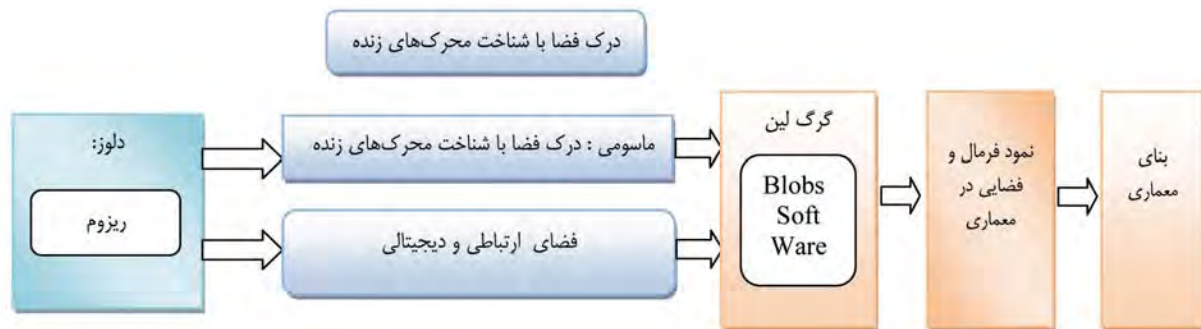 درک فضا با شناخت محرک‌های زنده
دلوز:
ریزوم
ماسومی : درک فضا با شناخت محرک‌های زنده
فضای ارتباطی و دیجیتالی
گرگ لین
Blobs
Soft
Ware
نمود فرمال و
فضایی در
معماری
بنای
معماری